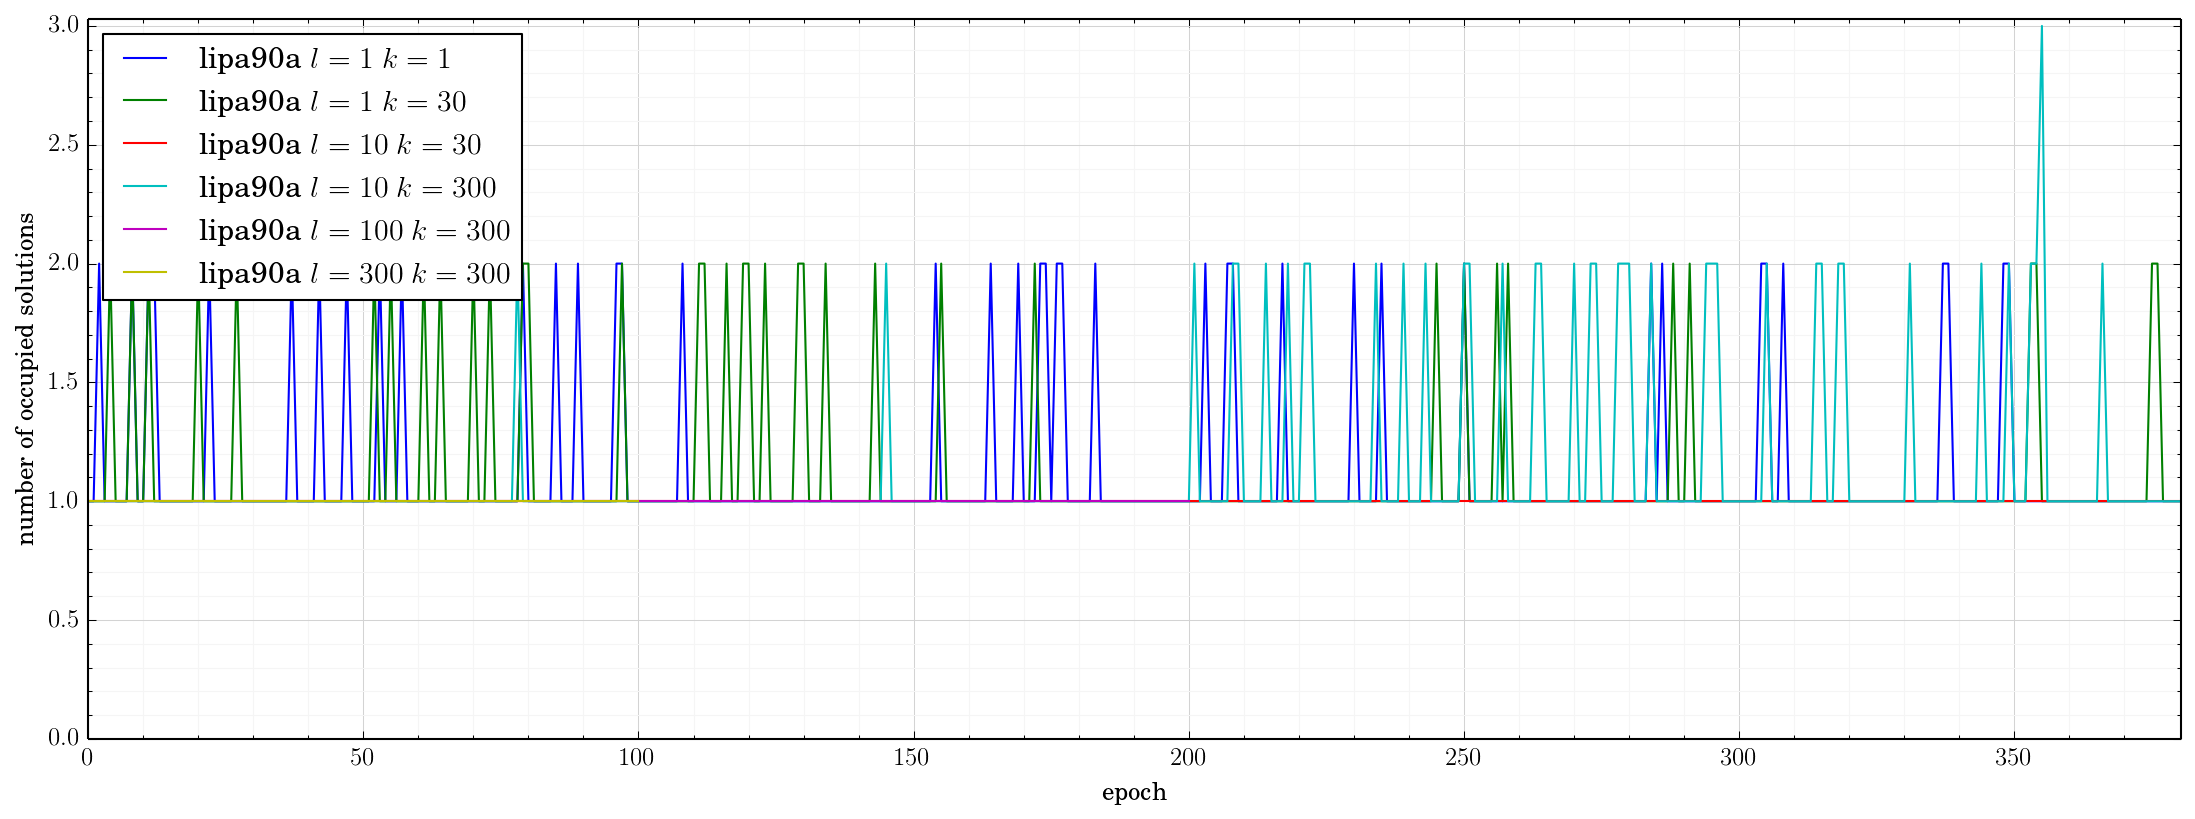 3.0
2.5
2.0
1.5
1.0
0.5
0.0
number of occupied solutions
lipa90a l = 1 k = 1
lipa90a l = 1 k = 30
lipa90a l = 10 k = 30
lipa90a l = 10 k = 300
lipa90a l = 100 k = 300
lipa90a l = 300 k = 300
0 50 100 150 200 250 300 350
epoch